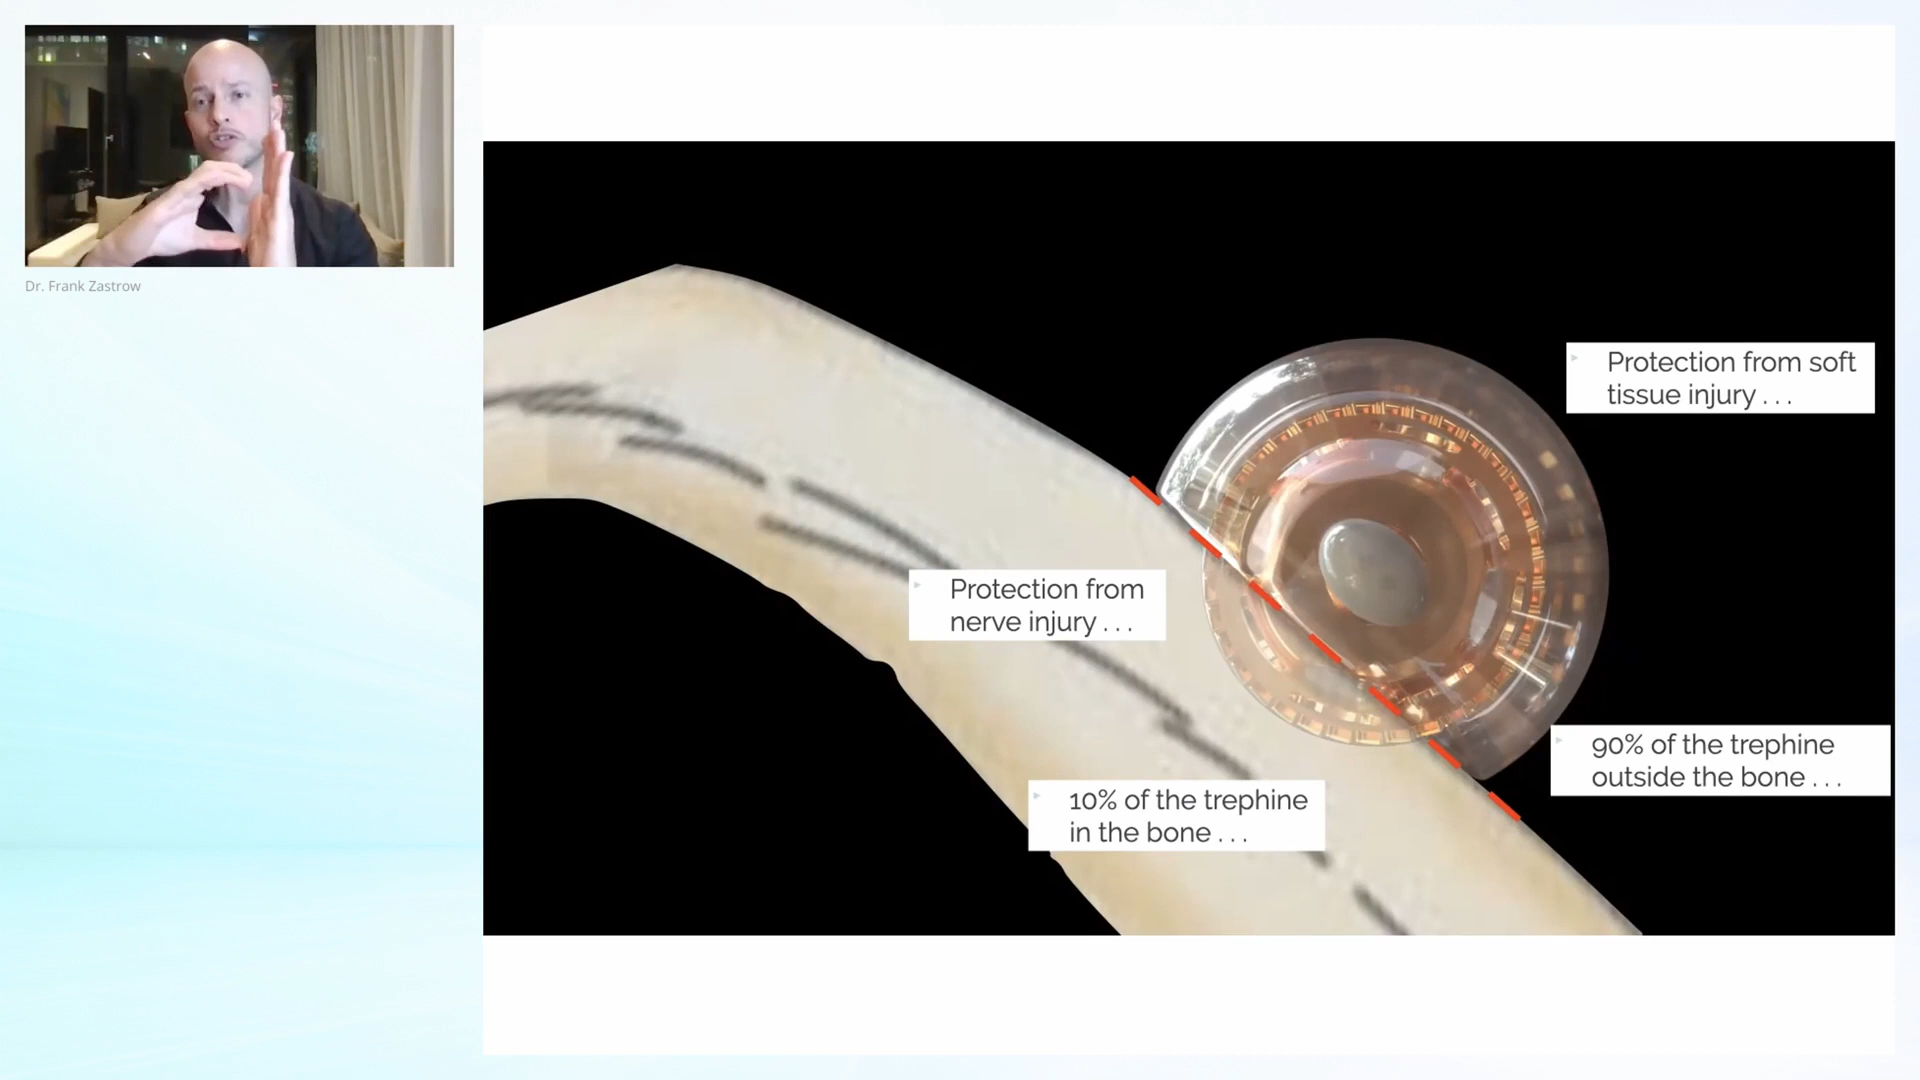 Dr. Frank Zastrow
Protection from soft
tissue injury . . .
Protection from
nerve injury . . .
90% of the trephine
outside the bone . . .
10% of the trephine
in the bone . . .